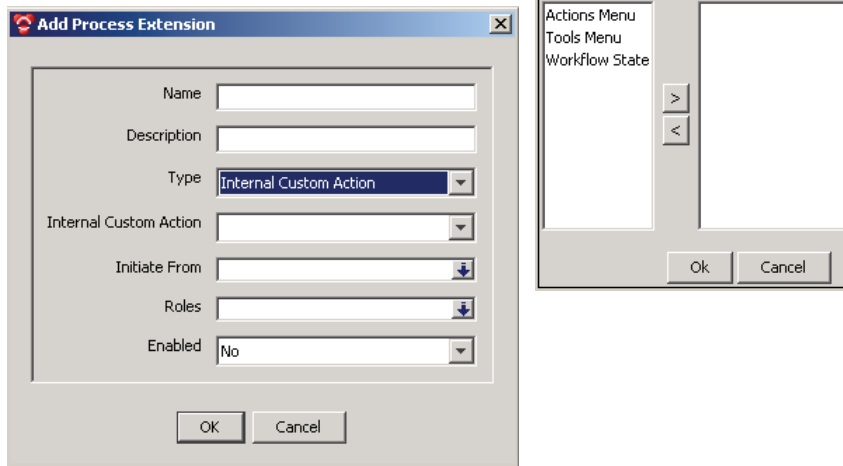 Add Process Extension
Name
Description
Type Internal Custom Action
Internal Custom Action
Initiate From
Roles
Enabled No
OK Cancel
Actions Menu
Tools Menu
Workflow State
>
<
Ok Cancel